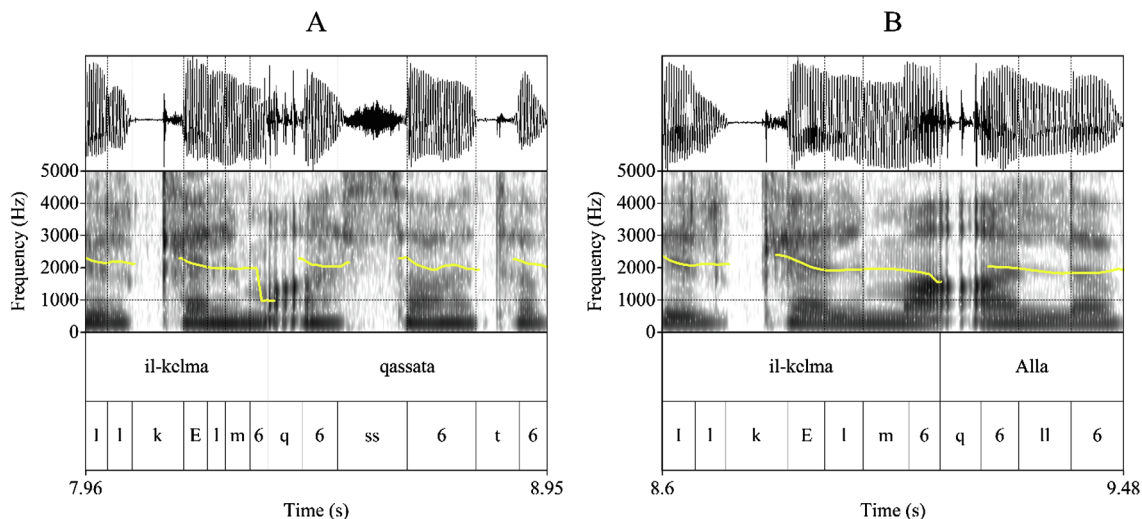 A
5000
4000
3000
2000
1000
0
Frequency (Hz)
il-kclma qassata
I l k E l m 6 q 6 ss 6 t 6
7.96 8.95
Time (s)
B
5000
4000
3000
2000
1000
0
Frequency (Hz)
il-kclma Alla
I l k E l m 6 q 6 ll 6
8.6 9.48
Time (s)